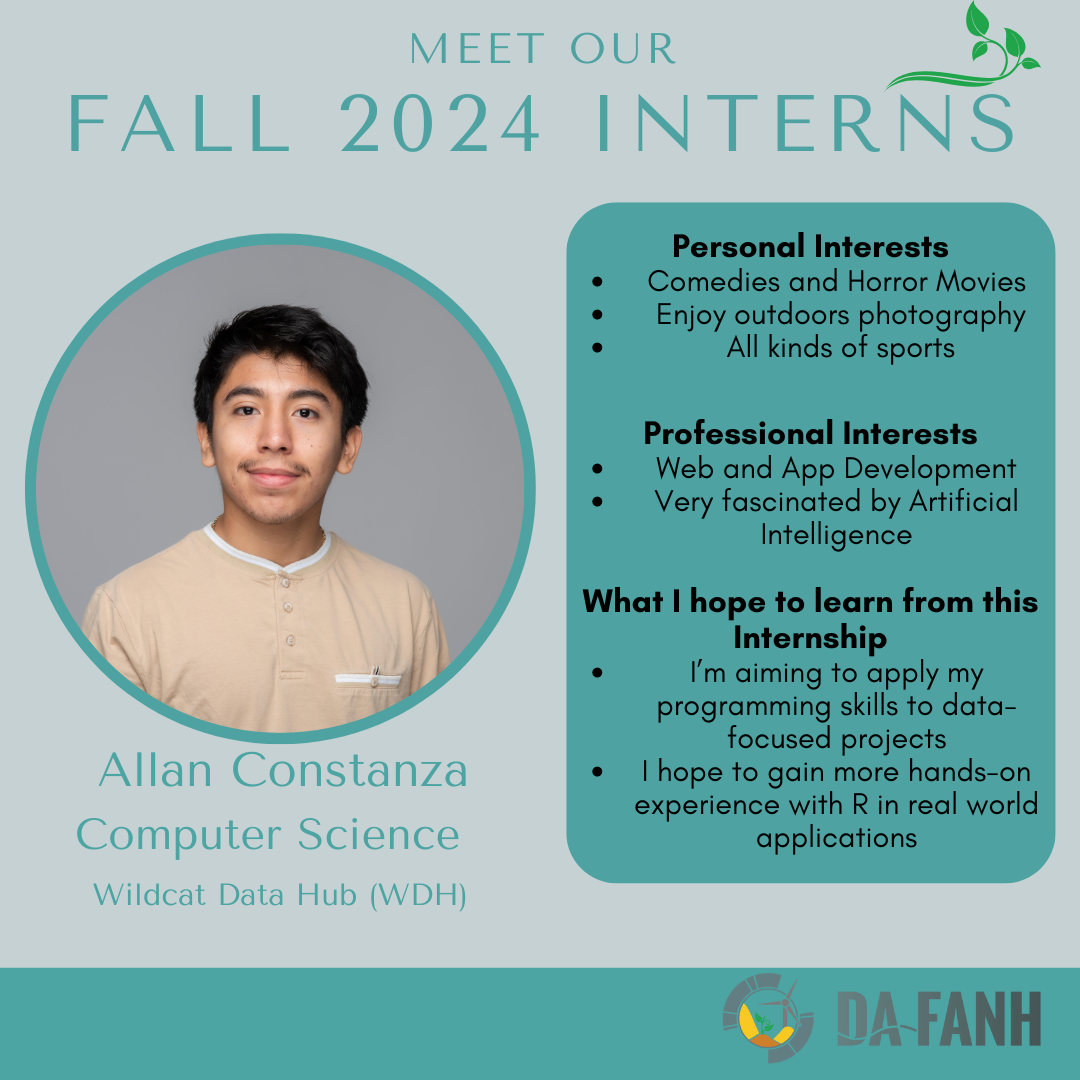 MEET OUR
FALL 2024 INTERNS
Allan Constanza
Computer Science
Wildcat Data Hub (WDH)
Personal Interests
• Comedies and Horror Movies
• Enjoy outdoors photography
• All kinds of sports
Professional Interests
• Web and App Development
• Very fascinated by Artificial
Intelligence
What I hope to learn from this
Internship
• I'm aiming to apply my
programming skills to data-
focused projects
• I hope to gain more hands-on
experience with R in real world
applications
DA-FANH